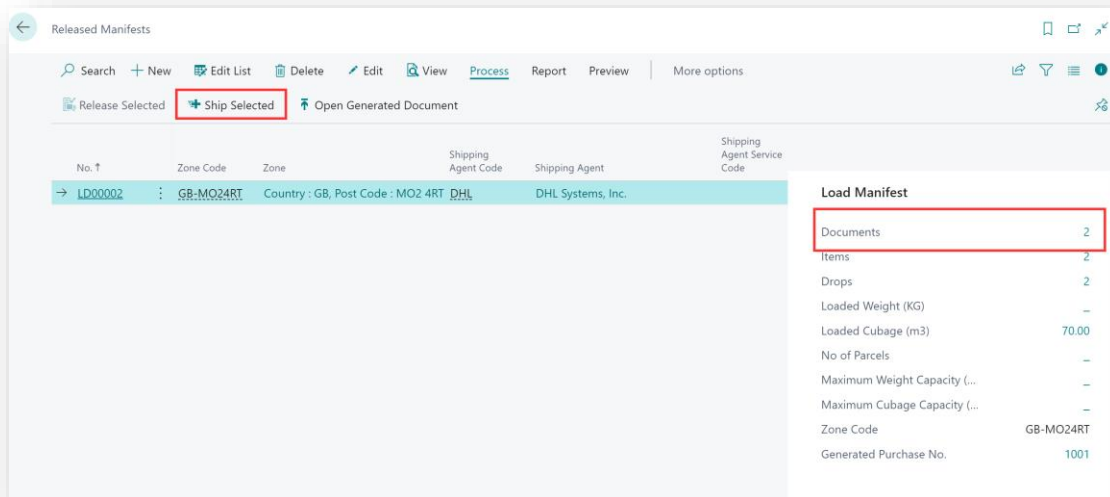 Released Manifests
Search New Edit List Delete Edit View Process Report Preview More options
Release Selected Ship Selected Open Generated Document
No. ↑ Zone Code Zone Shipping Agent Code Shipping Agent Shipping Agent Service Code
→ LD00002 GB-MO24RT Country : GB, Post Code : MO2 4RT DHL DHL Systems, Inc.
Load Manifest
Documents 2
Items 2
Drops 2
Loaded Weight (KG) _
Loaded Cubage (m3) 70.00
No of Parcels _
Maximum Weight Capacity (... _
Maximum Cubage Capacity (... _
Zone Code GB-MO24RT
Generated Purchase No. 1001